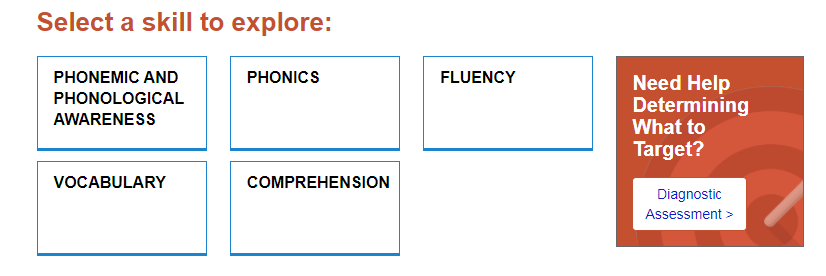 Select a skill to explore:
PHONEMIC AND
PHONOLOGICAL
AWARENESS
PHONICS
FLUENCY
VOCABULARY
COMPREHENSION
Need Help
Determining
What to
Target?
Diagnostic
Assessment >